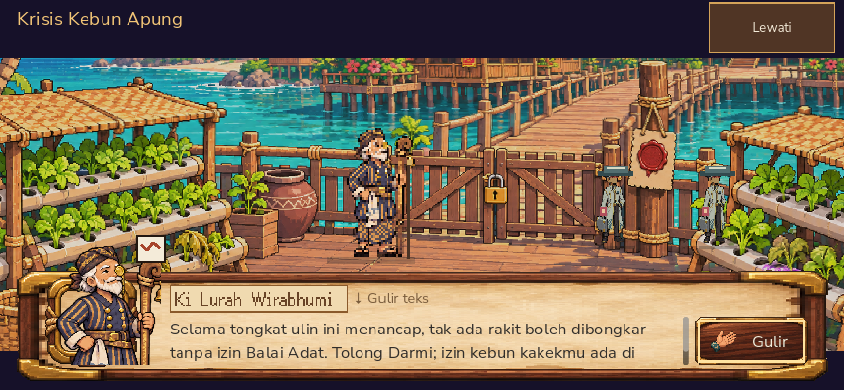 Krisis Kebun Apung
Lewati
Ki Lurah Wirabhumi
↓ Gulir teks
Selama tongkat ulin ini menancap, tak ada rakit boleh dibongkar
tanpa izin Balai Adat. Tolong Darmi; izin kebun kakekmu ada di
Gulir